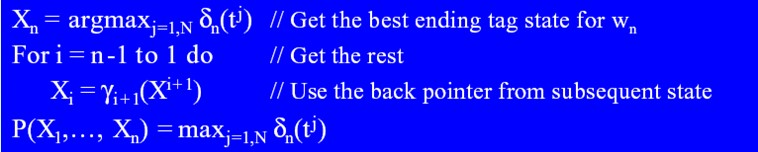 Xₙ = argmaxⱼ₌₁,N δₙ(tʲ) // Get the best ending tag state for wₙ
For i = n-1 to 1 do // Get the rest
Xᵢ = γᵢ₊₁(Xⁱ⁺¹) // Use the back pointer from subsequent state
P(X₁,…, Xₙ) = maxⱼ₌₁,N δₙ(tʲ)